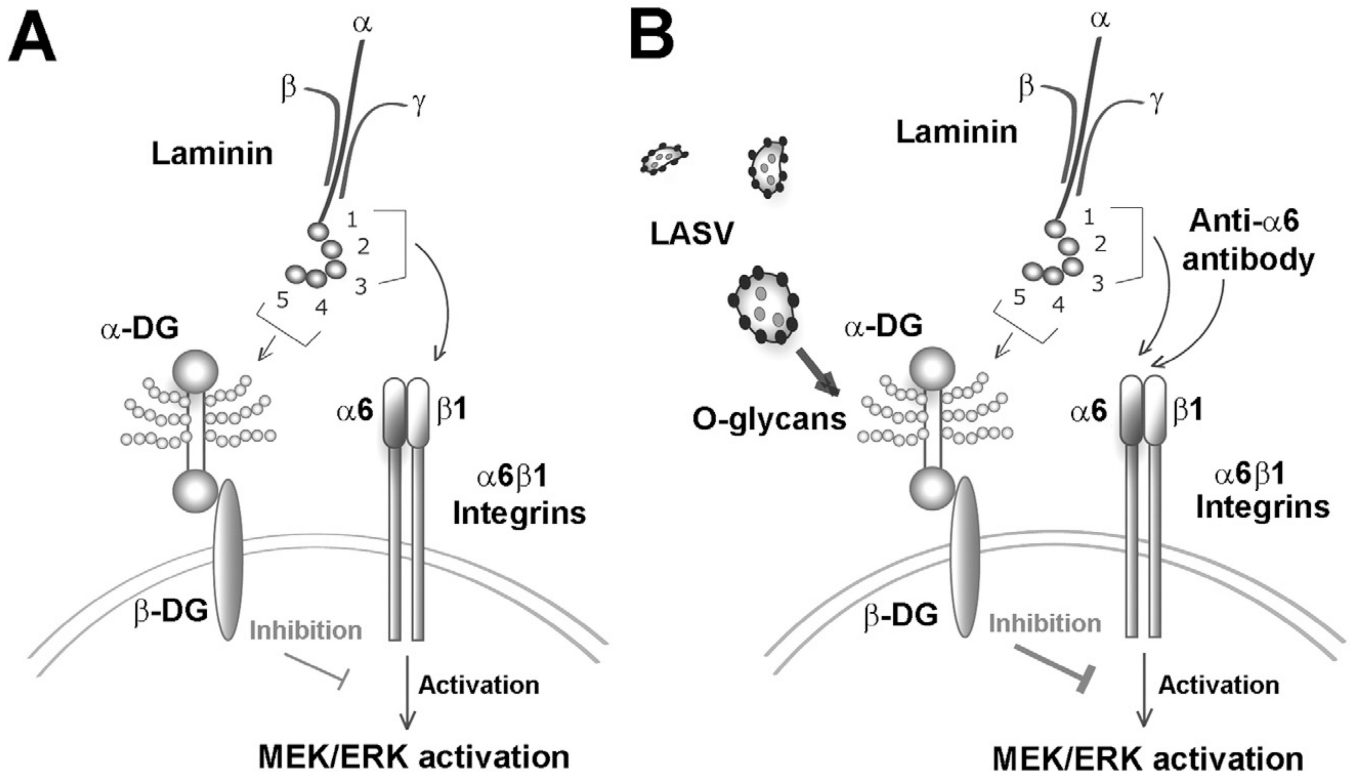 A
α
β
γ
Laminin
1
2
3
4
5
α-DG
α6
β1
α6β1
Integrins
β-DG
Inhibition
Activation
MEK/ERK activation
B
α
β
γ
Laminin
LASV
1
2
3
4
5
Anti-α6
antibody
α-DG
O-glycans
α6
β1
α6β1
Integrins
β-DG
Inhibition
Activation
MEK/ERK activation